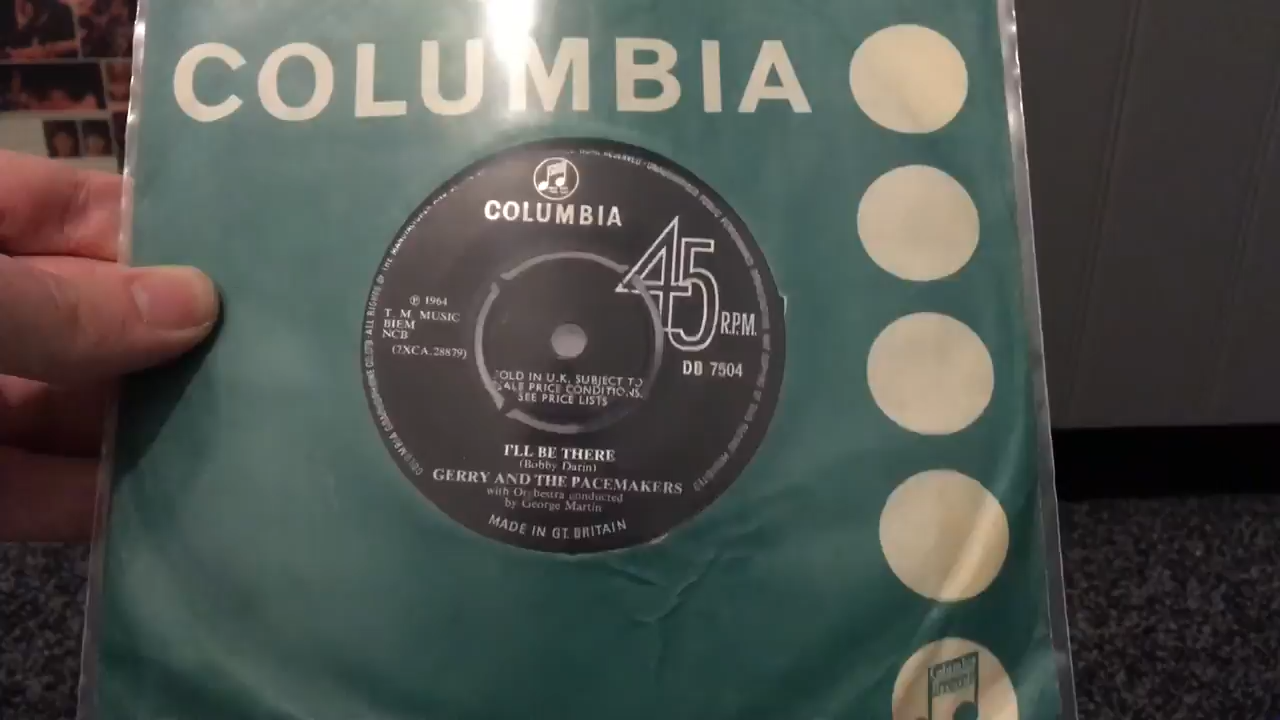 COLUMBIA
COLUMBIA
45
R.P.M.
℗ 1964
T. M. MUSIC
BIEM
NCB
(7XCA.28879)
DB 7504
SOLD IN U.K. SUBJECT TO
SALE PRICE CONDITIONS,
SEE PRICE LISTS
I'LL BE THERE
(Bobby Darin)
GERRY AND THE PACEMAKERS
with Orchestra conducted
by George Martin
MADE IN GT. BRITAIN